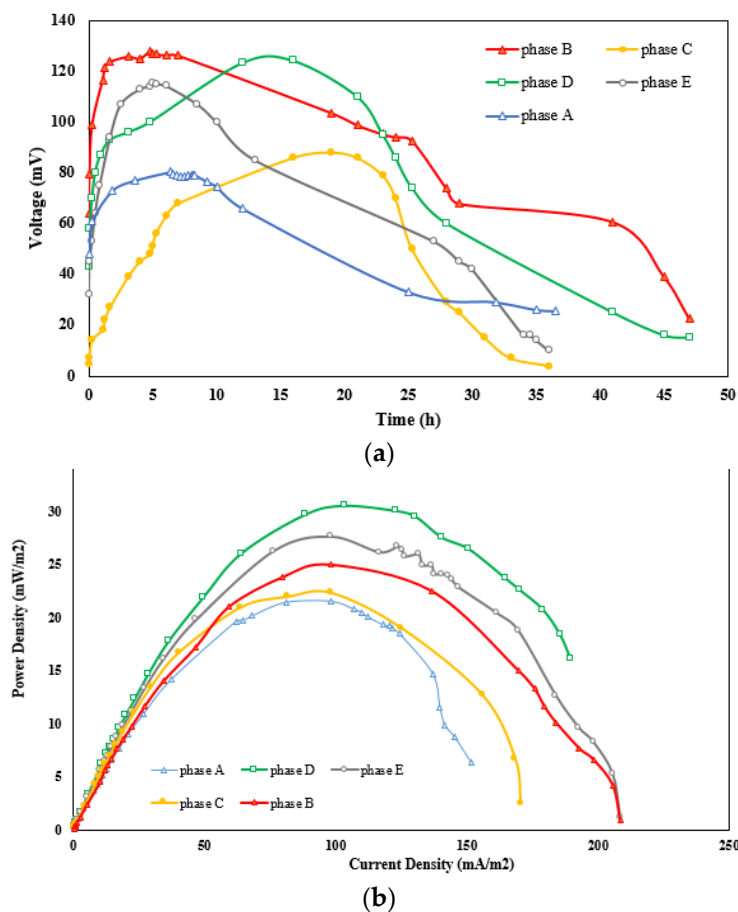 140
120
100
80
60
40
20
0
Voltage (mV)
phase B
phase C
phase D
phase E
phase A
0 5 10 15 20 25 30 35 40 45 50
Time (h)
(a)
30
25
20
15
10
5
0
Power Density (mW/m2)
phase A
phase D
phase E
phase C
phase B
0 50 100 150 200 250
Current Density (mA/m2)
(b)